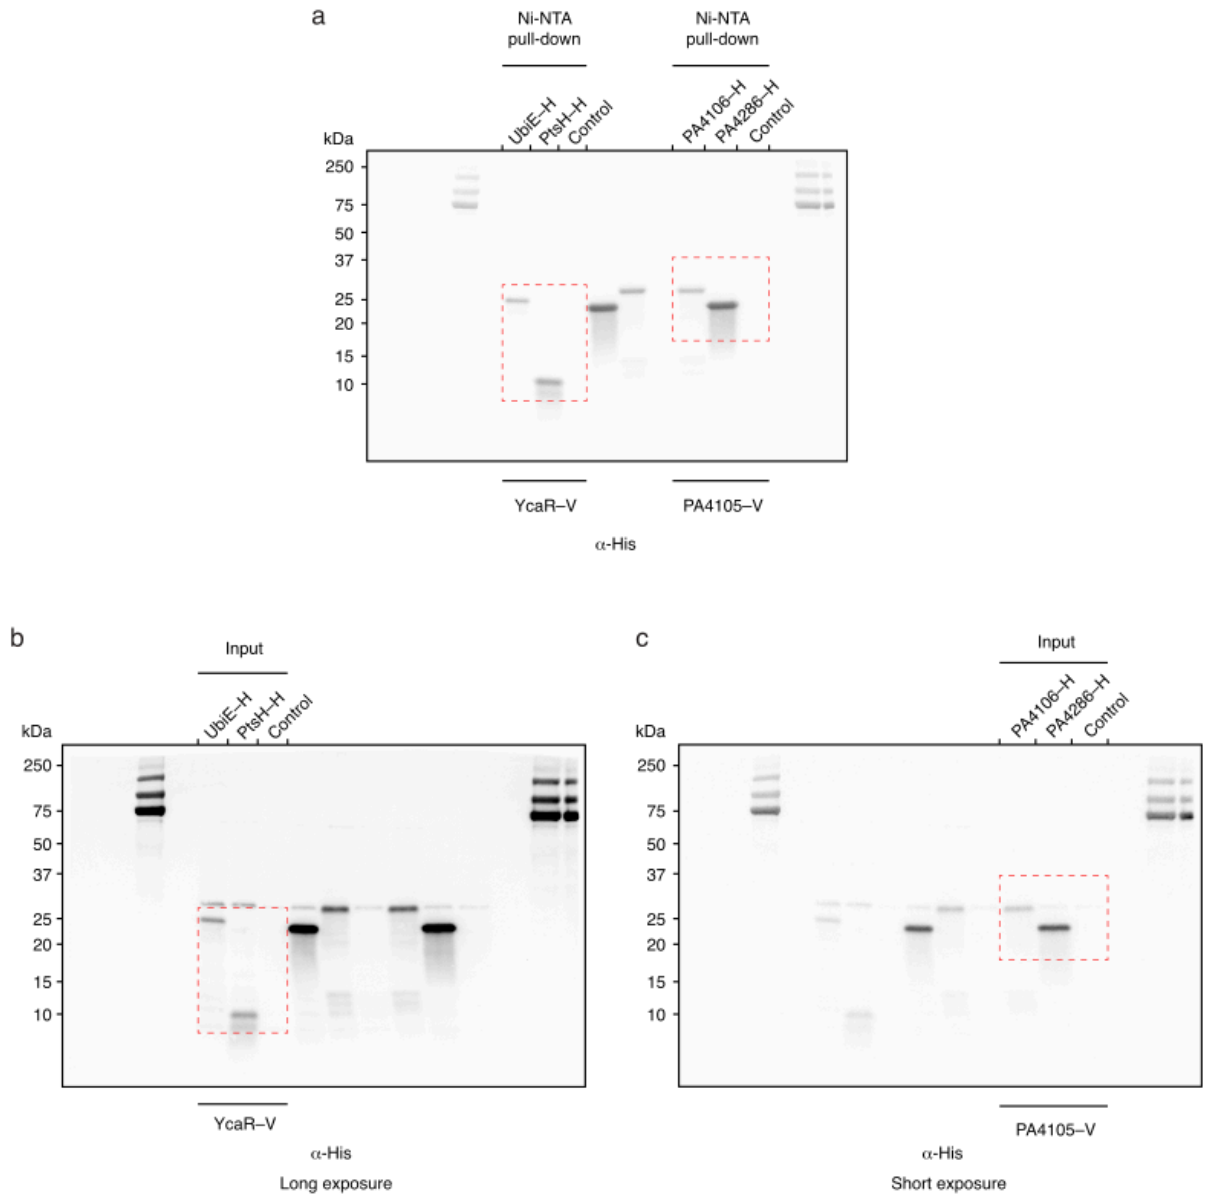 a
Ni-NTA
pull-down
Ni-NTA
pull-down
UbiE–H
PtsH–H
Control
PA4106–H
PA4286–H
Control
kDa
250
75
50
37
25
20
15
10
YcaR–V
PA4105–V
α-His
b
Input
UbiE–H
PtsH–H
Control
kDa
250
75
50
37
25
20
15
10
YcaR–V
α-His
Long exposure
c
Input
PA4106–H
PA4286–H
Control
kDa
250
75
50
37
25
20
15
10
PA4105–V
α-His
Short exposure